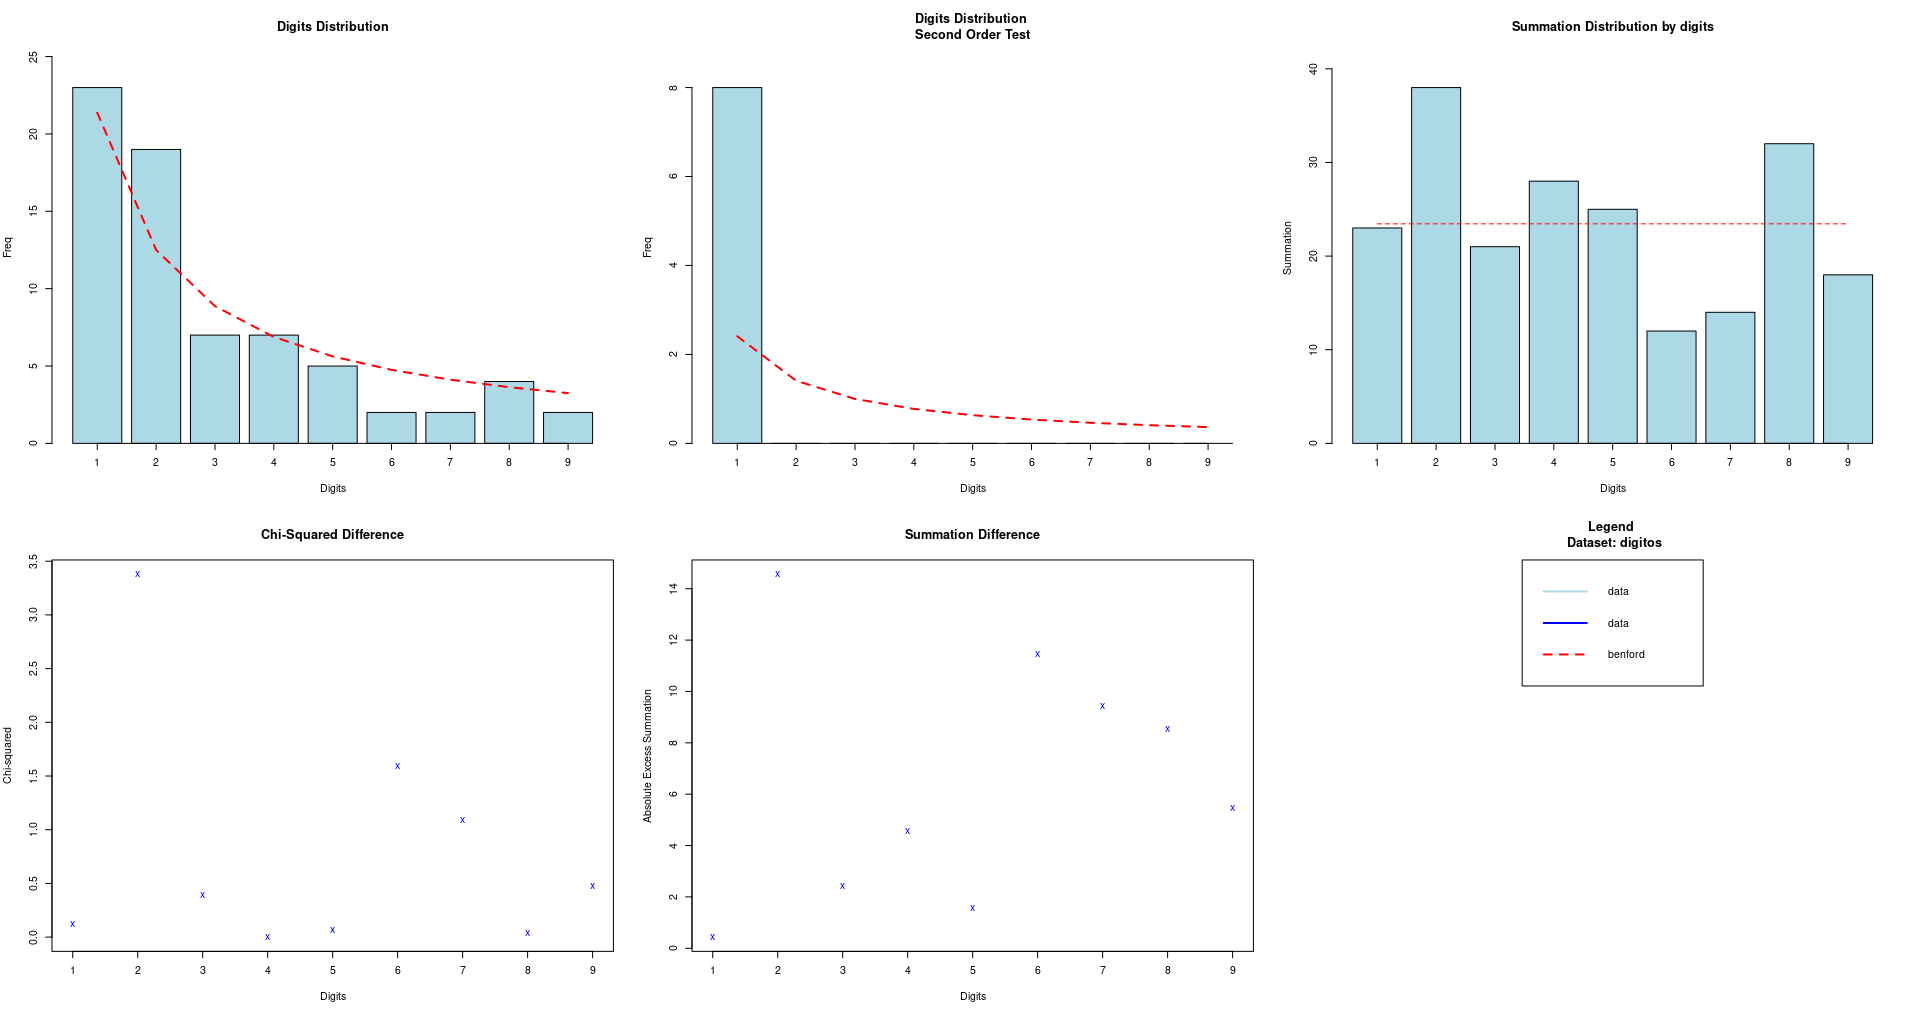 Digits Distribution
25
20
15
10
5
0
Freq
1 2 3 4 5 6 7 8 9
Digits
Digits Distribution
Second Order Test
8
6
4
2
0
Freq
1 2 3 4 5 6 7 8 9
Digits
Summation Distribution by digits
40
30
20
10
0
Summation
1 2 3 4 5 6 7 8 9
Digits
Chi-Squared Difference
3.5
3.0
2.5
2.0
1.5
1.0
0.5
0.0
Chi-squared
1 2 3 4 5 6 7 8 9
Digits
Summation Difference
14
12
10
8
6
4
2
0
Absolute Excess Summation
1 2 3 4 5 6 7 8 9
Digits
Legend
Dataset: digitos
data
data
benford